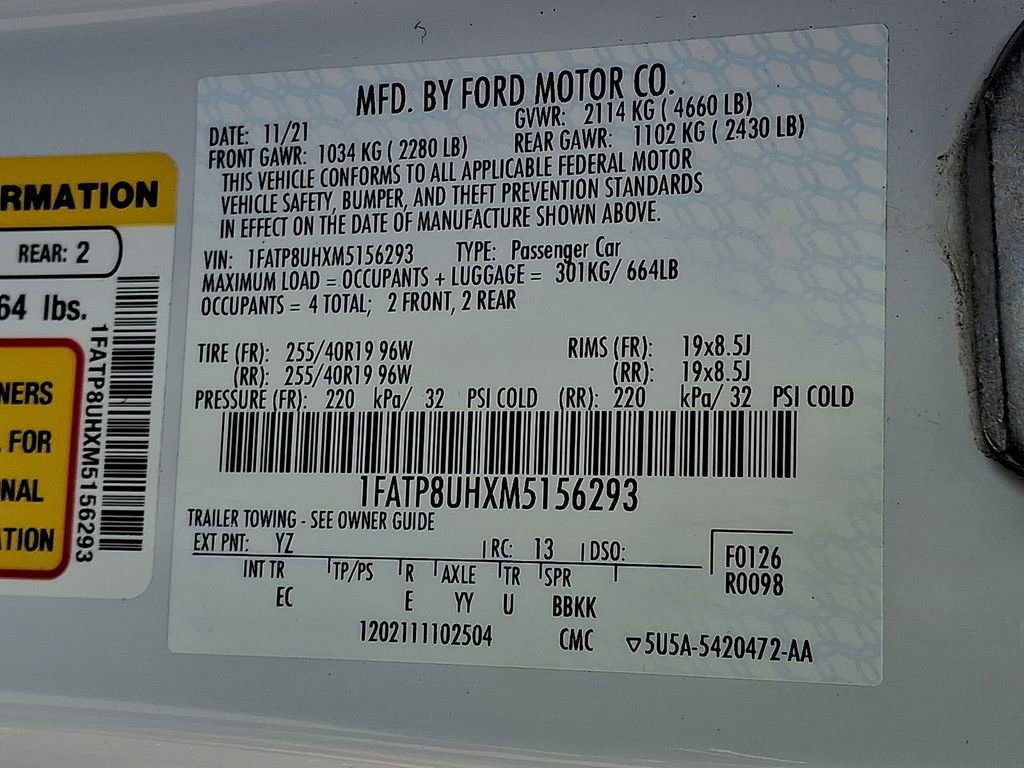 RMATION
REAR: 2
64 lbs.
NERS
FOR
NAL
ATION
1FATP8UHXM5156293
MFD. BY FORD MOTOR CO.
DATE: 11/21 GVWR: 2114 KG ( 4660 LB)
FRONT GAWR: 1034 KG ( 2280 LB) REAR GAWR: 1102 KG ( 2430 LB)
THIS VEHICLE CONFORMS TO ALL APPLICABLE FEDERAL MOTOR
VEHICLE SAFETY, BUMPER, AND THEFT PREVENTION STANDARDS
IN EFFECT ON THE DATE OF MANUFACTURE SHOWN ABOVE.
VIN: 1FATP8UHXM5156293 TYPE: Passenger Car
MAXIMUM LOAD = OCCUPANTS + LUGGAGE = 301KG/ 664LB
OCCUPANTS = 4 TOTAL; 2 FRONT, 2 REAR
TIRE (FR): 255/40R19 96W RIMS (FR): 19x8.5J
(RR): 255/40R19 96W (RR): 19x8.5J
PRESSURE (FR): 220 kPa/ 32 PSI COLD (RR): 220 kPa/ 32 PSI COLD
1FATP8UHXM5156293
TRAILER TOWING - SEE OWNER GUIDE
EXT PNT: YZ RC: 13 DSO: F0126
INT TR TP/PS R AXLE TR SPR R0098
EC E YY U BBKK
1202111102504 CMC ▽5U5A-5420472-AA